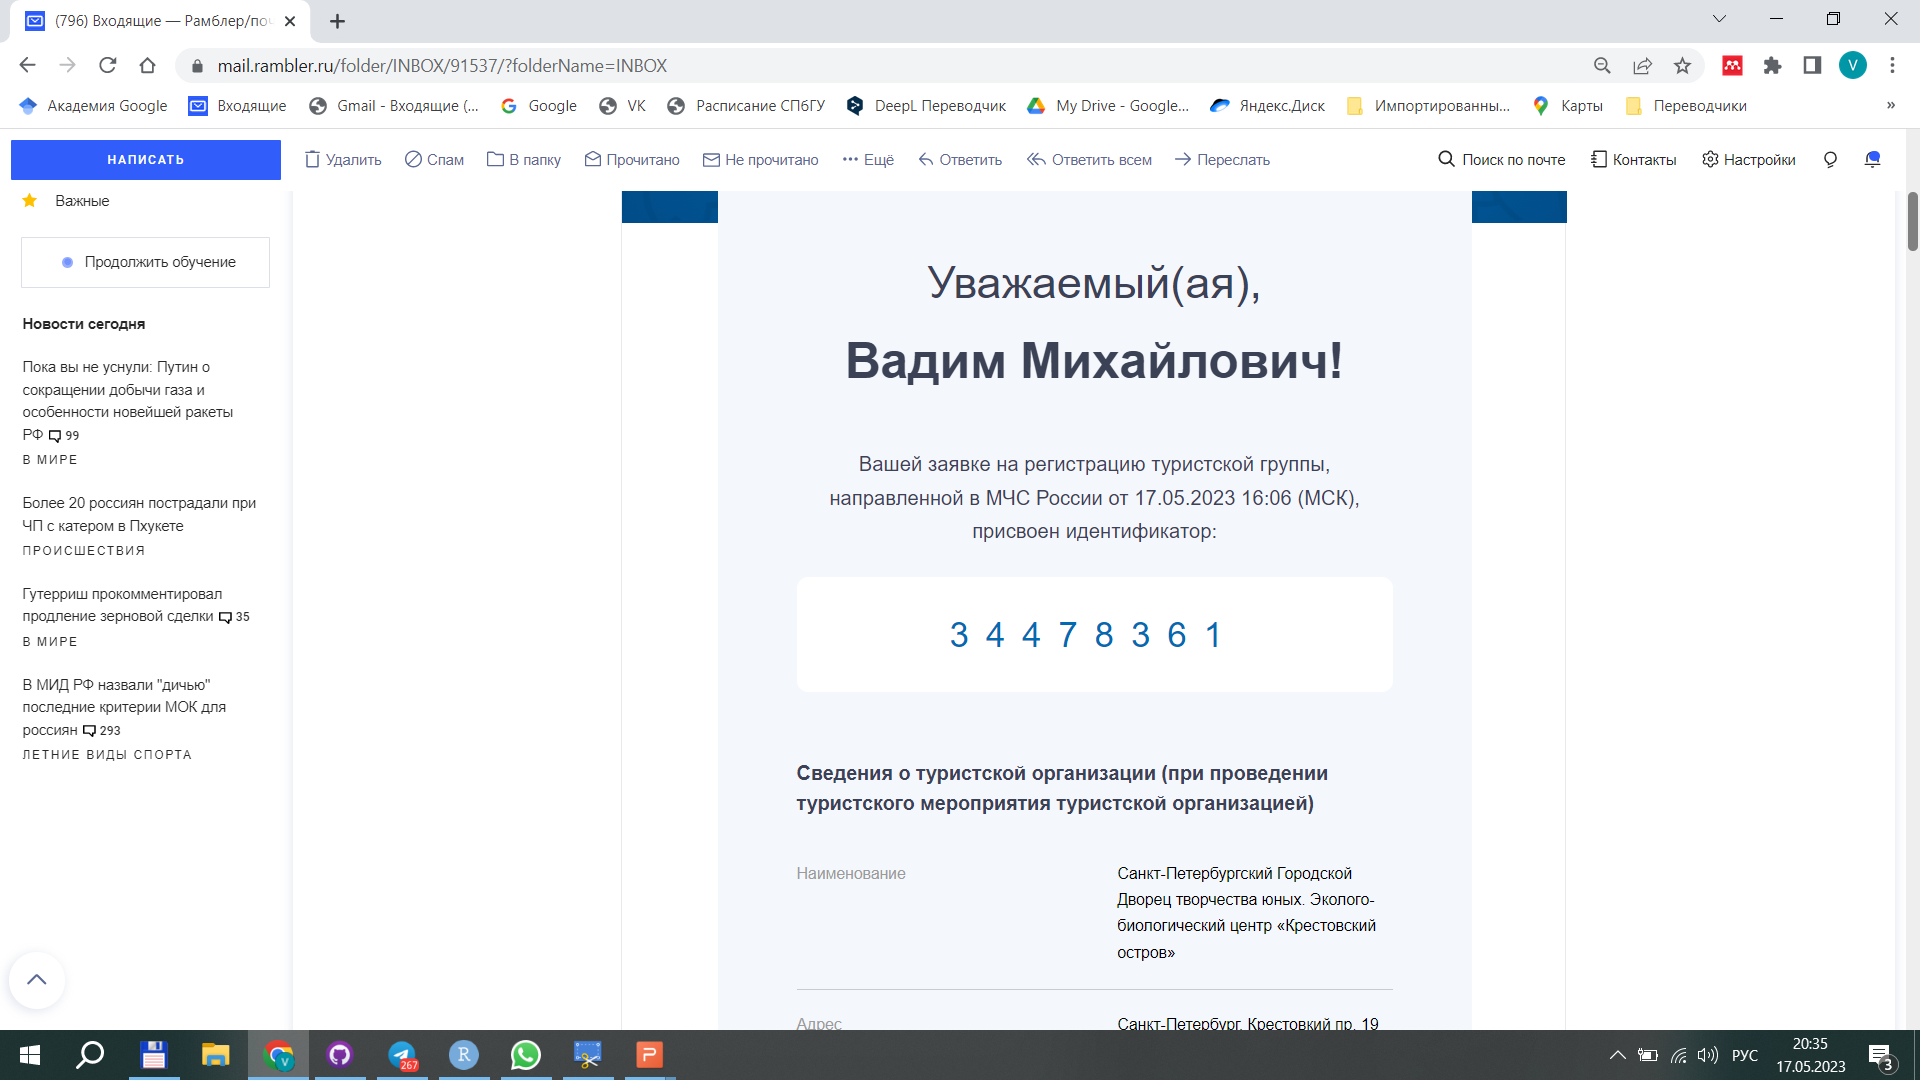 (796) Входящие — Рамблер/поч
mail.rambler.ru/folder/INBOX/91537/?folderName=INBOX
V
Академия Google
Входящие
Gmail - Входящие (...
Google
VK
Расписание СПбГУ
DeepL Переводчик
My Drive - Google...
Яндекс.Диск
Импортированны...
Карты
Переводчики
»
НАПИСАТЬ
Удалить
Спам
В папку
Прочитано
Не прочитано
Ещё
Ответить
Ответить всем
Переслать
Поиск по почте
Контакты
Настройки
Важные
Продолжить обучение
Новости сегодня
Пока вы не уснули: Путин о
сокращении добычи газа и
особенности новейшей ракеты
РФ 99
В МИРЕ
Более 20 россиян пострадали при
ЧП с катером в Пхукете
ПРОИСШЕСТВИЯ
Гутерриш прокомментировал
продление зерновой сделки 35
В МИРЕ
В МИД РФ назвали "дичью"
последние критерии МОК для
россиян 293
ЛЕТНИЕ ВИДЫ СПОРТА
Уважаемый(ая),
Вадим Михайлович!
Вашей заявке на регистрацию туристской группы,
направленной в МЧС России от 17.05.2023 16:06 (МСК),
присвоен идентификатор:
3 4 4 7 8 3 6 1
Сведения о туристской организации (при проведении
туристского мероприятия туристской организацией)
Наименование
Санкт-Петербургский Городской
Дворец творчества юных. Эколого-
биологический центр «Крестовский
остров»
Адрес
Санкт-Петербург, Крестовкий пр. 19
V
267
R
P
РУС
20:35
17.05.2023
3